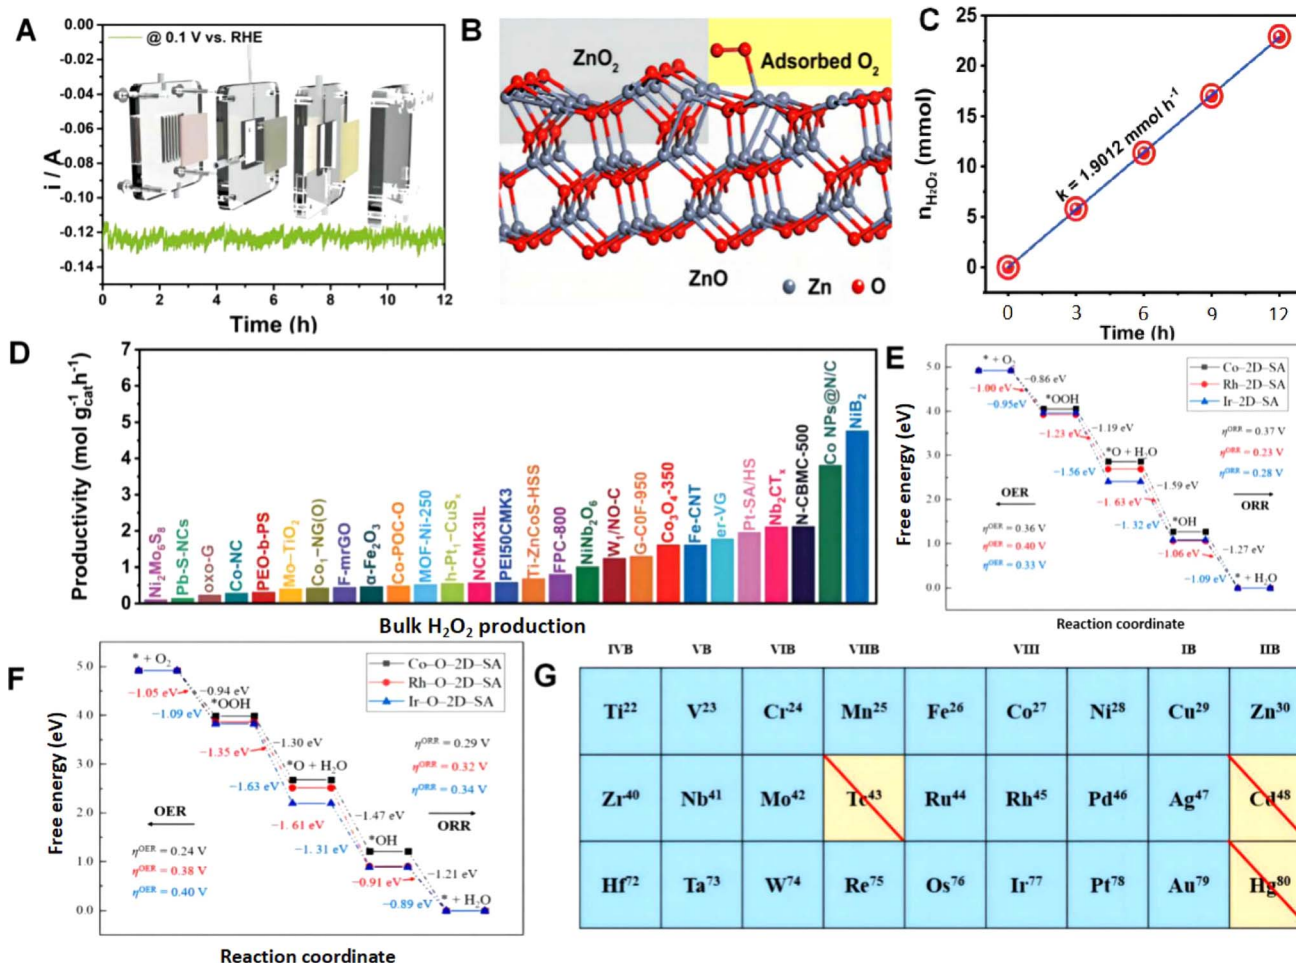 A
0.00
-0.02
-0.04
-0.06
-0.08
-0.10
-0.12
-0.14
i / A
@ 0.1 V vs. RHE
0 2 4 6 8 10 12
Time (h)
B
ZnO₂
Adsorbed O₂
ZnO
Zn O
C
25
20
15
10
5
0
n_H₂O₂ (mmol)
k = 1.9012 mmol h⁻¹
0 3 6 9 12
Time (h)
D
7
6
5
4
3
2
1
0
Productivity (mol g⁻¹cat h⁻¹)
Ni₂Mo₆S₈
Pb-S-NCs
oxo-G
Co-NC
PEO-b-PS
Mo–TiO₂
Co₁–NG(O)
F-mrGO
α-Fe₂O₃
Co-POC-O
MOF-Ni-250
h-Pt₁–CuSₓ
NCMK3IL
PEI50CMK3
Ti-ZnCoS-HSS
FPC-800
NiNb₂O₆
W₁/NO-C
G-C0F-950
Co₃O₄-350
Fe-CNT
er-VG
Pt-SA/HS
Nb₂CTₓ
N-CBMC-500
Co NPs@N/C
NiB₂
Bulk H₂O₂ production
E
5.0
4.0
3.0
2.0
1.0
0.0
Free energy (eV)
* + O₂
Co–2D–SA
Rh–2D–SA
Ir–2D–SA
−0.86 eV
−1.00 eV
−0.95eV
*OOH
−1.19 eV
−1.23 eV
−1.56 eV
*O + H₂O
η^ORR = 0.37 V
η^ORR = 0.23 V
η^ORR = 0.28 V
OER
ORR
−1.59 eV
−1.63 eV
−1.32 eV
*OH
η^OER = 0.36 V
η^OER = 0.40 V
η^OER = 0.33 V
−1.27 eV
−1.06 eV
−1.09 eV
* + H₂O
Reaction coordinate
F
5.0
4.0
3.0
2.0
1.0
0.0
Free energy (eV)
* + O₂
Co–O–2D–SA
Rh–O–2D–SA
Ir–O–2D–SA
−0.94 eV
−1.05 eV
−1.09 eV
*OOH
−1.30 eV
−1.35 eV
−1.63 eV
*O + H₂O
η^ORR = 0.29 V
η^ORR = 0.32 V
η^ORR = 0.34 V
OER
ORR
−1.47 eV
−1. 61 eV
−1. 31 eV
*OH
η^OER = 0.24 V
η^OER = 0.38 V
η^OER = 0.40 V
−1.21 eV
−0.91 eV
−0.89 eV
* + H₂O
Reaction coordinate
G
IVB VB VIB VIIB VIII IB IIB
Ti²² V²³ Cr²⁴ Mn²⁵ Fe²⁶ Co²⁷ Ni²⁸ Cu²⁹ Zn³⁰
Zr⁴⁰ Nb⁴¹ Mo⁴² Tc⁴³ Ru⁴⁴ Rh⁴⁵ Pd⁴⁶ Ag⁴⁷ Cd⁴⁸
Hf⁷² Ta⁷³ W⁷⁴ Re⁷⁵ Os⁷⁶ Ir⁷⁷ Pt⁷⁸ Au⁷⁹ Hg⁸⁰